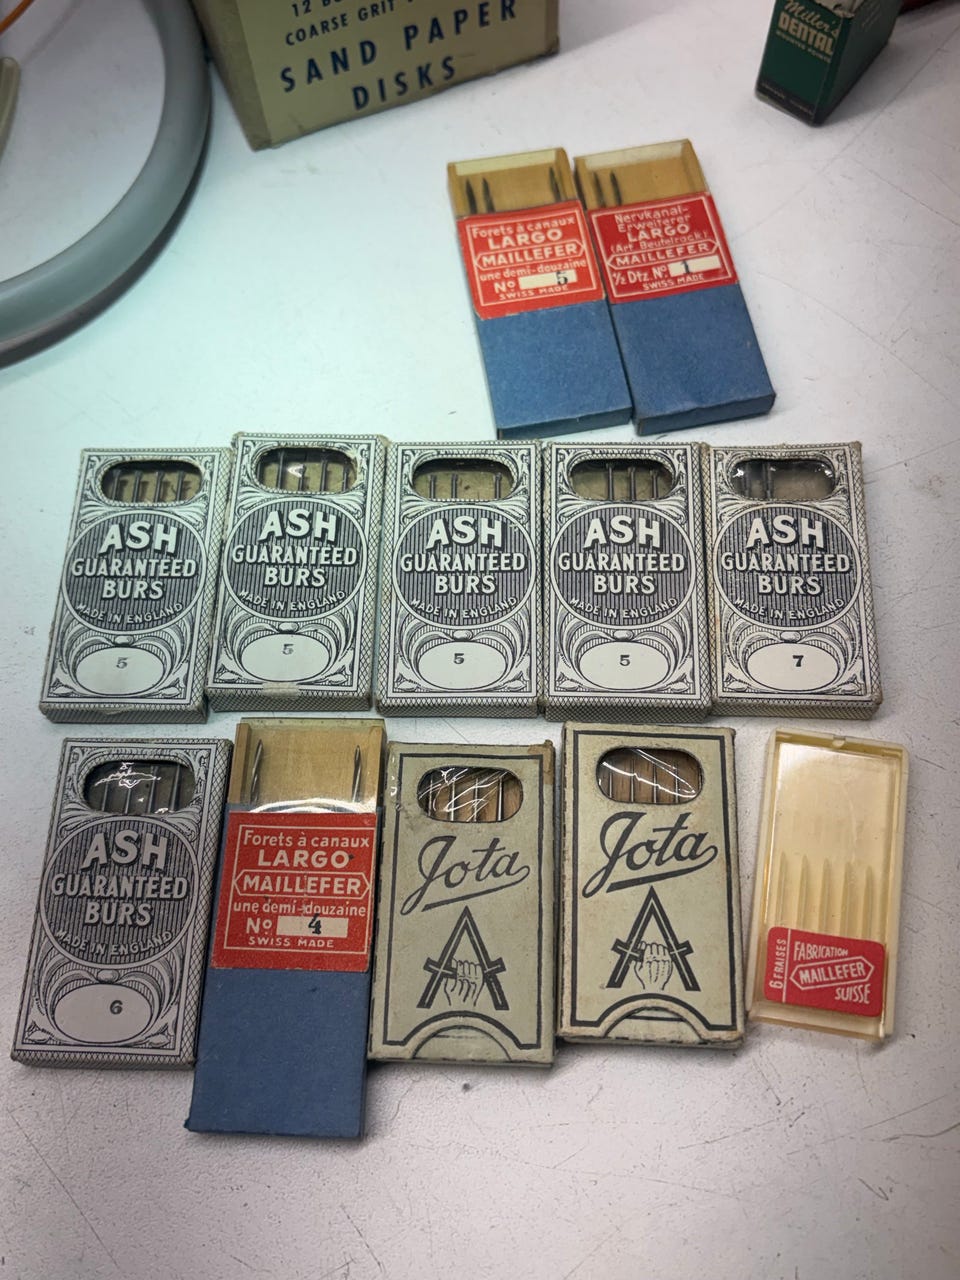 COARSE GRIT
SAND PAPER
DISKS
Miller's
DENTAL
Forets à canaux
LARGO
MAILLEFER
une demi-douzaine
No 5
SWISS MADE
Nervkanal-
Erweiterer
LARGO
(Art Beutelrock)
MAILLEFER
½ Dtz. No 1
SWISS MADE
ASH
GUARANTEED
BURS
MADE IN ENGLAND
5
ASH
GUARANTEED
BURS
MADE IN ENGLAND
5
ASH
GUARANTEED
BURS
MADE IN ENGLAND
5
ASH
GUARANTEED
BURS
MADE IN ENGLAND
5
ASH
GUARANTEED
BURS
MADE IN ENGLAND
7
ASH
GUARANTEED
BURS
MADE IN ENGLAND
6
Forets à canaux
LARGO
MAILLEFER
une demi-douzaine
No 4
SWISS MADE
Jota
Jota
6 FRAISES
FABRICATION
MAILLEFER
SUISSE